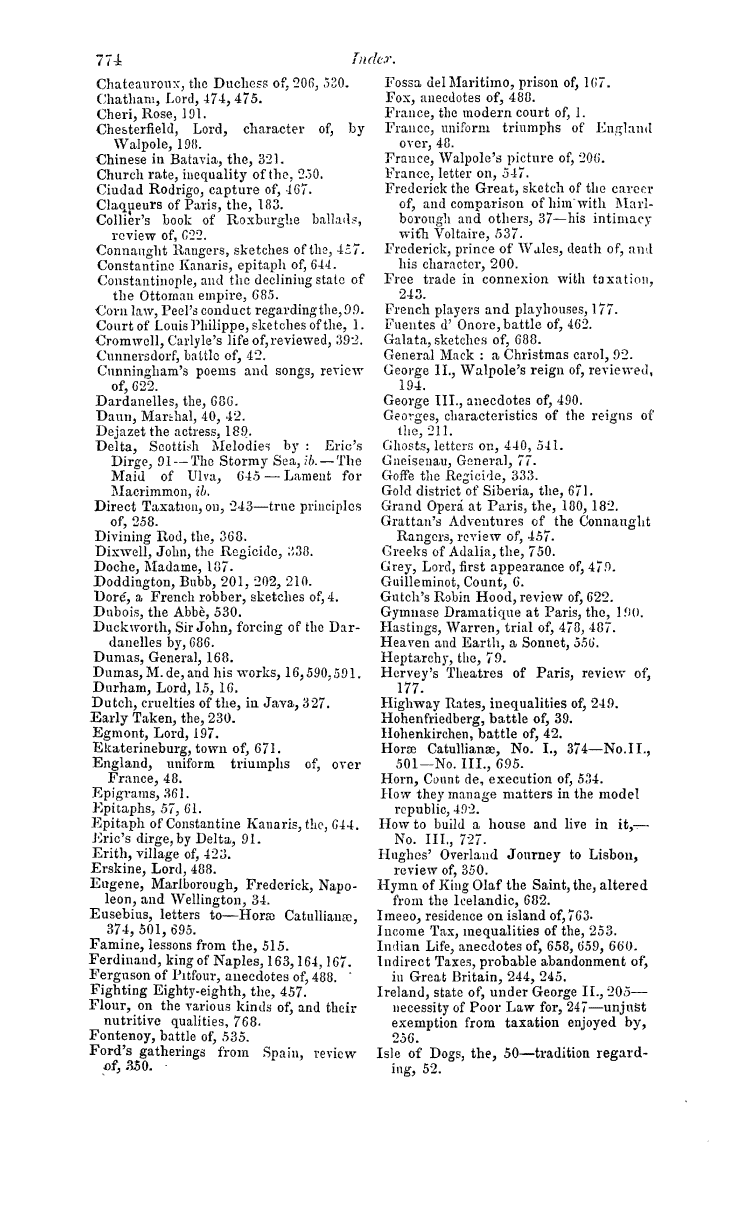 774
Index.
Chateauroux, the Duchess of, 206, 530.
Chatham, Lord, 474, 475.
Cheri, Rose, 191.
Chesterfield, Lord, character of, by
Walpole, 198.
Chinese in Batavia, the, 321.
Church rate, inequality of the, 250.
Ciudad Rodrigo, capture of, 467.
Claqueurs of Paris, the, 183.
Collier's book of Roxburghe ballads,
review of, 622.
Connaught Rangers, sketches of the, 457.
Constantine Kanaris, epitaph of, 644.
Constantinople, and the declining state of
the Ottoman empire, 685.
Corn law, Peel's conduct regarding the, 99.
Court of Louis Philippe, sketches of the, 1.
Cromwell, Carlyle's life of, reviewed, 392.
Cunnersdorf, battle of, 42.
Cunningham's poems and songs, review
of, 622.
Dardanelles, the, 686.
Daun, Marshal, 40, 42.
Dejazet the actress, 189.
Delta, Scottish Melodies by : Eric's
Dirge, 91—The Stormy Sea, ib.—The
Maid of Ulva, 645—Lament for
Macrimmon, ib.
Direct Taxation, on, 243—true principles
of, 258.
Divining Rod, the, 368.
Dixwell, John, the Regicide, 338.
Doche, Madame, 187.
Doddington, Bubb, 201, 202, 210.
Doré, a French robber, sketches of, 4.
Dubois, the Abbè, 530.
Duckworth, Sir John, forcing of the Dar-
danelles by, 686.
Dumas, General, 168.
Dumas, M. de, and his works, 16, 590, 591.
Durham, Lord, 15, 16.
Dutch, cruelties of the, in Java, 327.
Early Taken, the, 230.
Egmont, Lord, 197.
Ekaterineburg, town of, 671.
England, uniform triumphs of, over
France, 48.
Epigrams, 361.
Epitaphs, 57, 61.
Epitaph of Constantine Kanaris, the, 644.
Eric's dirge, by Delta, 91.
Erith, village of, 423.
Erskine, Lord, 488.
Eugene, Marlborough, Frederick, Napo-
leon, and Wellington, 34.
Eusebius, letters to—Horæ Catullianæ,
374, 501, 695.
Famine, lessons from the, 515.
Ferdinand, king of Naples, 163, 164, 167.
Ferguson of Pitfour, anecdotes of, 488.
Fighting Eighty-eighth, the, 457.
Flour, on the various kinds of, and their
nutritive qualities, 768.
Fontenoy, battle of, 535.
Ford's gatherings from Spain, review
of, 350.
Fossa del Maritimo, prison of, 167.
Fox, anecdotes of, 488.
France, the modern court of, 1.
France, uniform triumphs of England
over, 48.
France, Walpole's picture of, 206.
France, letter on, 547.
Frederick the Great, sketch of the career
of, and comparison of him with Marl-
borough and others, 37—his intimacy
with Voltaire, 537.
Frederick, prince of Wales, death of, and
his character, 200.
Free trade in connexion with taxation,
243.
French players and playhouses, 177.
Fuentes d' Onore, battle of, 462.
Galata, sketches of, 688.
General Mack : a Christmas carol, 92.
George II., Walpole's reign of, reviewed,
194.
George III., anecdotes of, 490.
Georges, characteristics of the reigns of
the, 211.
Ghosts, letters on, 440, 541.
Gneisenau, General, 77.
Goffe the Regicide, 333.
Gold district of Siberia, the, 671.
Grand Operá at Paris, the, 180, 182.
Grattan's Adventures of the Connaught
Rangers, review of, 457.
Greeks of Adalia, the, 750.
Grey, Lord, first appearance of, 479.
Guilleminot, Count, 6.
Gutch's Robin Hood, review of, 622.
Gymnase Dramatique at Paris, the, 190.
Hastings, Warren, trial of, 478, 487.
Heaven and Earth, a Sonnet, 556.
Heptarchy, the, 79.
Hervey's Theatres of Paris, review of,
177.
Highway Rates, inequalities of, 249.
Hohenfriedberg, battle of, 39.
Hohenkirchen, battle of, 42.
Horæ Catullianæ, No. I., 374—No. II.,
501—No. III., 695.
Horn, Count de, execution of, 534.
How they manage matters in the model
republic, 492.
How to build a house and live in it,—
No. III., 727.
Hughes' Overland Journey to Lisbon,
review of, 350.
Hymn of King Olaf the Saint, the, altered
from the Icelandic, 682.
Imeeo, residence on island of, 763.
Income Tax, inequalities of the, 253.
Indian Life, anecdotes of, 658, 659, 660.
Indirect Taxes, probable abandonment of,
in Great Britain, 244, 245.
Ireland, state of, under George II., 205—
necessity of Poor Law for, 247—unjust
exemption from taxation enjoyed by,
256.
Isle of Dogs, the, 50—tradition regard-
ing, 52.